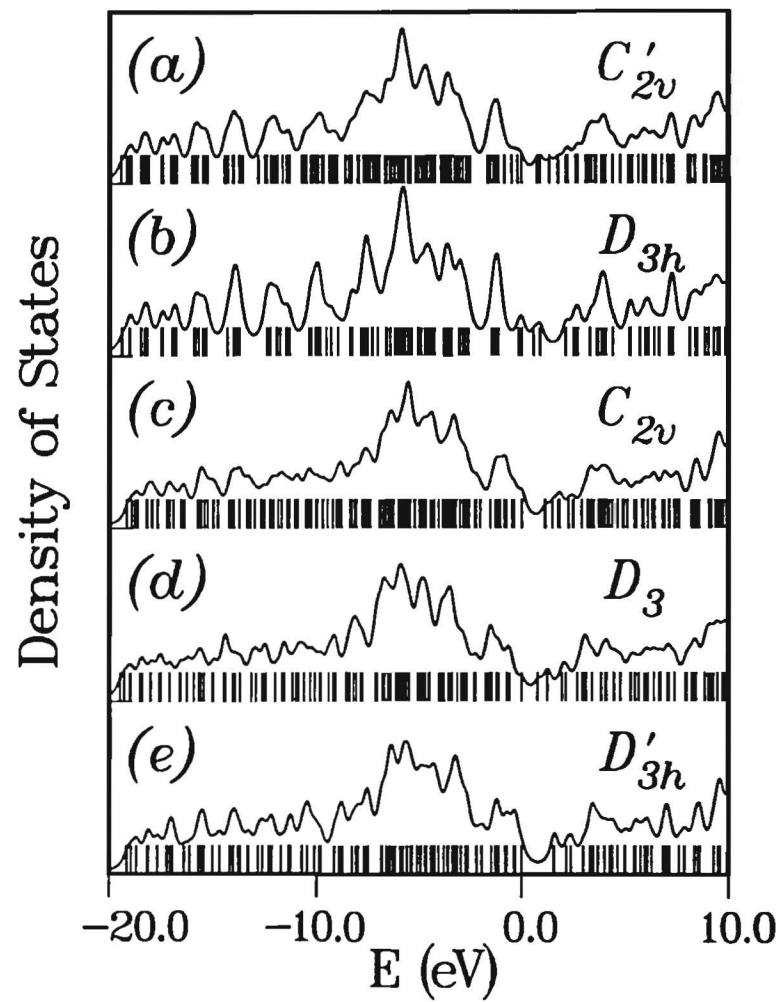 Density of States
(a) C′2v
(b) D3h
(c) C2v
(d) D3
(e) D′3h
−20.0 −10.0 0.0 10.0
E (eV)